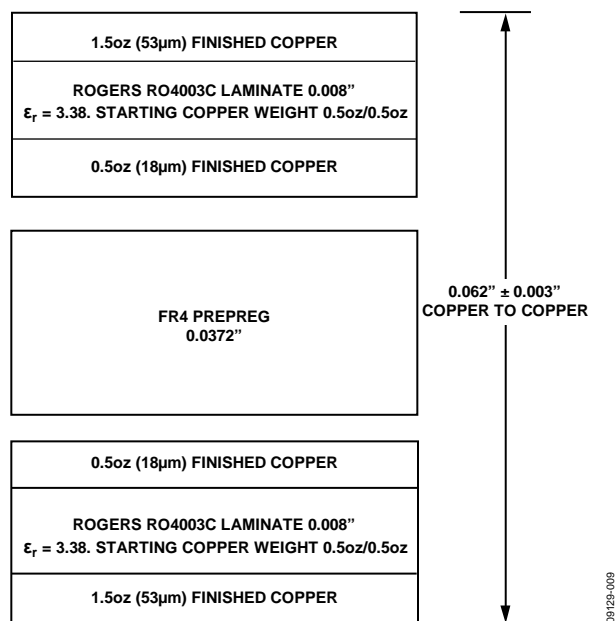 1.5oz (53µm) FINISHED COPPER
ROGERS RO4003C LAMINATE 0.008”
εr = 3.38. STARTING COPPER WEIGHT 0.5oz/0.5oz
0.5oz (18µm) FINISHED COPPER
FR4 PREPREG
0.0372”
0.062” ± 0.003”
COPPER TO COPPER
0.5oz (18µm) FINISHED COPPER
ROGERS RO4003C LAMINATE 0.008”
εr = 3.38. STARTING COPPER WEIGHT 0.5oz/0.5oz
1.5oz (53µm) FINISHED COPPER
09129-009